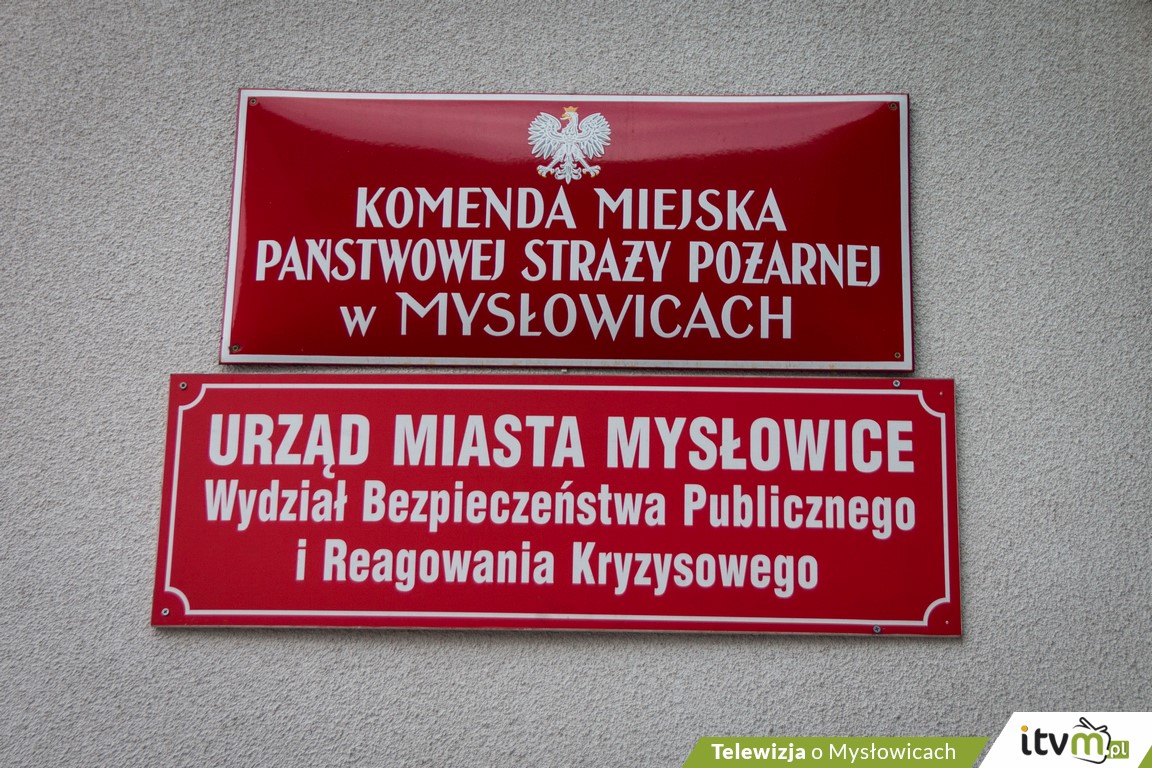 KOMENDA MIEJSKA
PAŃSTWOWEJ STRAŻY POŻARNEJ
W MYSŁOWICACH
URZĄD MIASTA MYSŁOWICE
Wydział Bezpieczeństwa Publicznego
i Reagowania Kryzysowego
Telewizja o Mysłowicach
itvm.pl